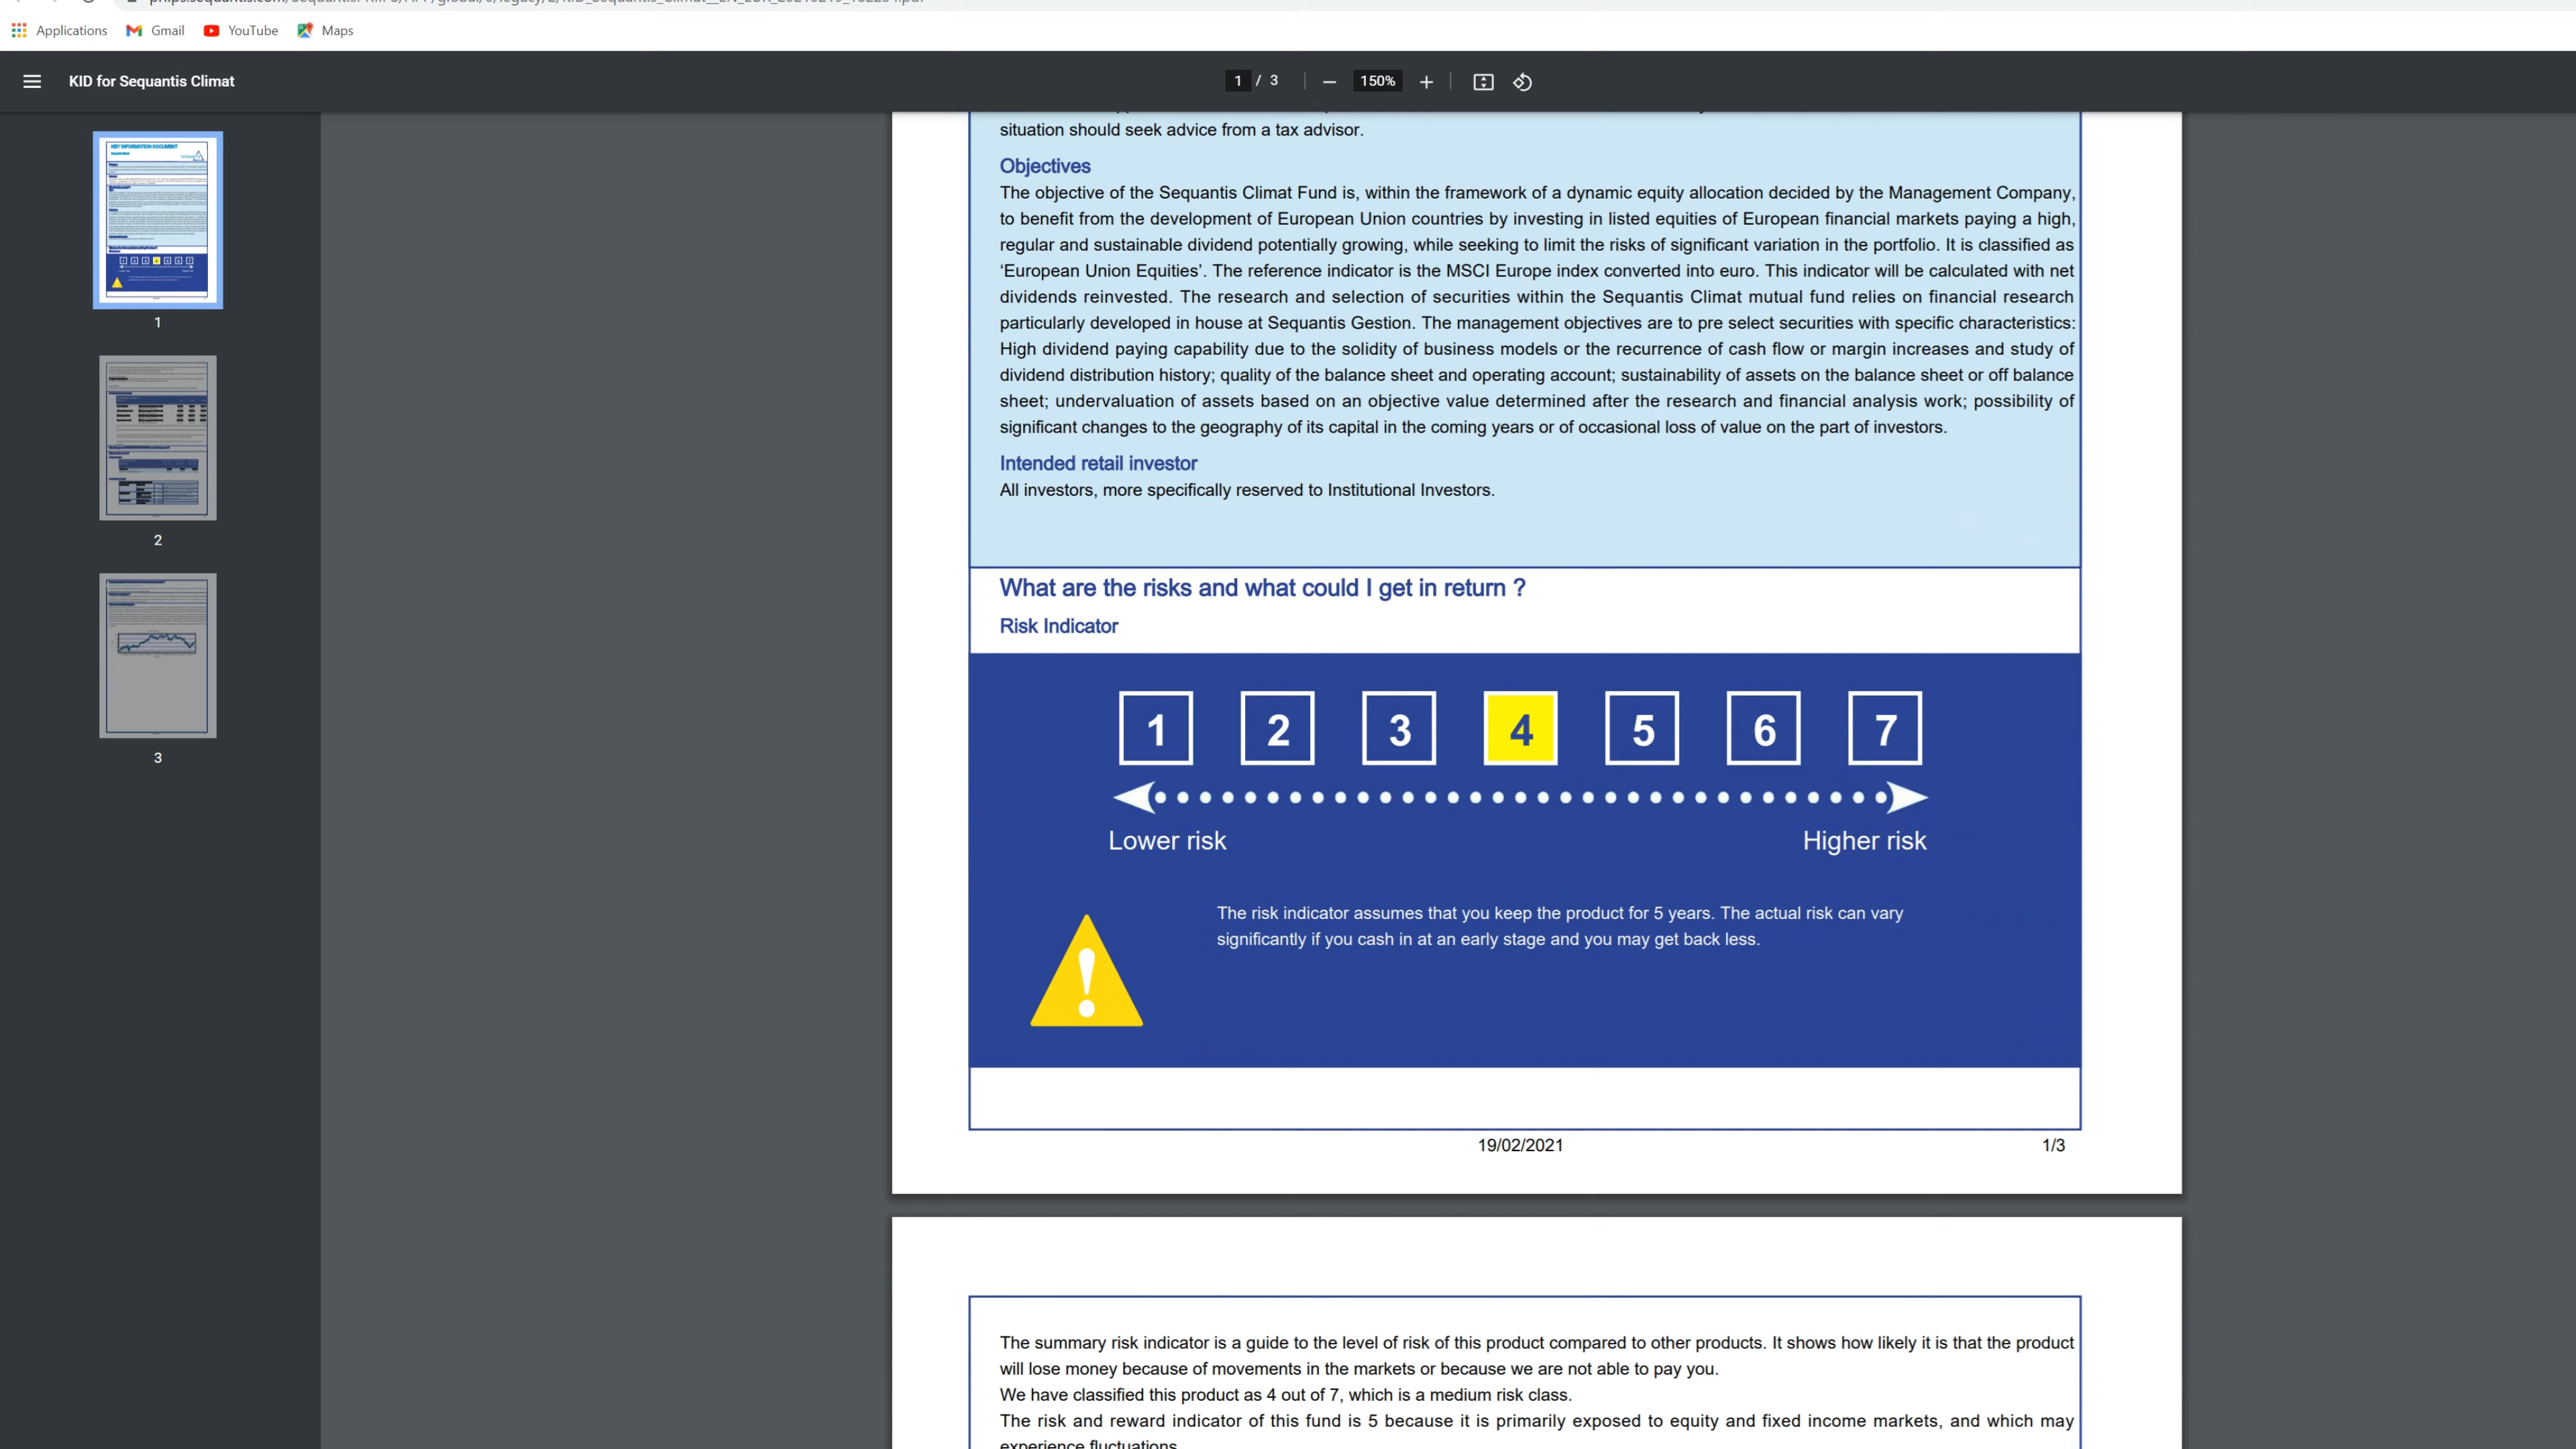 Applications Gmail YouTube Maps
KID for Sequantis Climat
1 / 3
150%
KEY INFORMATION DOCUMENT
1
2
3
situation should seek advice from a tax advisor.
Objectives
The objective of the Sequantis Climat Fund is, within the framework of a dynamic equity allocation decided by the Management Company,
to benefit from the development of European Union countries by investing in listed equities of European financial markets paying a high,
regular and sustainable dividend potentially growing, while seeking to limit the risks of significant variation in the portfolio. It is classified as
‘European Union Equities’. The reference indicator is the MSCI Europe index converted into euro. This indicator will be calculated with net
dividends reinvested. The research and selection of securities within the Sequantis Climat mutual fund relies on financial research
particularly developed in house at Sequantis Gestion. The management objectives are to pre select securities with specific characteristics:
High dividend paying capability due to the solidity of business models or the recurrence of cash flow or margin increases and study of
dividend distribution history; quality of the balance sheet and operating account; sustainability of assets on the balance sheet or off balance
sheet; undervaluation of assets based on an objective value determined after the research and financial analysis work; possibility of
significant changes to the geography of its capital in the coming years or of occasional loss of value on the part of investors.
Intended retail investor
All investors, more specifically reserved to Institutional Investors.
What are the risks and what could I get in return ?
Risk Indicator
1 2 3 4 5 6 7
Lower risk Higher risk
The risk indicator assumes that you keep the product for 5 years. The actual risk can vary
significantly if you cash in at an early stage and you may get back less.
!
19/02/2021 1/3
The summary risk indicator is a guide to the level of risk of this product compared to other products. It shows how likely it is that the product
will lose money because of movements in the markets or because we are not able to pay you.
We have classified this product as 4 out of 7, which is a medium risk class.
The risk and reward indicator of this fund is 5 because it is primarily exposed to equity and fixed income markets, and which may
experience fluctuations